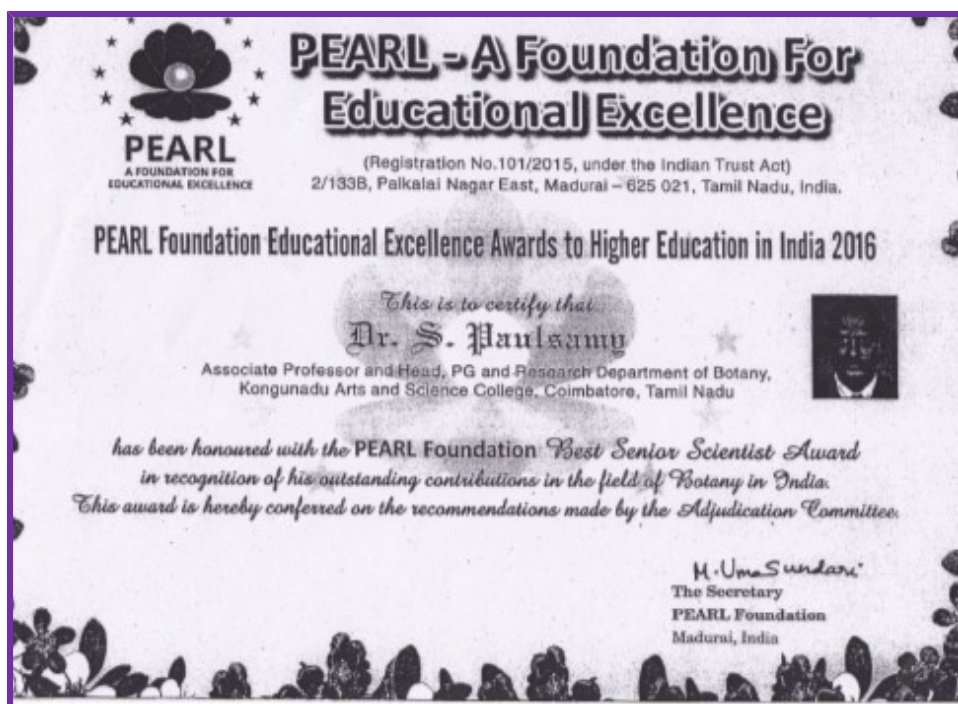 PEARL
A FOUNDATION FOR
EDUCATIONAL EXCELLENCE
PEARL - A Foundation For
Educational Excellence
(Registration No.101/2015, under the Indian Trust Act)
2/133B, Palkalai Nagar East, Madurai – 625 021, Tamil Nadu, India.
PEARL Foundation Educational Excellence Awards to Higher Education in India 2016
This is to certify that
Dr. S. Paulsamy
Associate Professor and Head, PG and Research Department of Botany,
Kongunadu Arts and Science College, Coimbatore, Tamil Nadu
has been honoured with the PEARL Foundation Best Senior Scientist Award
in recognition of his outstanding contributions in the field of Botany in India.
This award is hereby conferred on the recommendations made by the Adjudication Committee.
M. Uma Sundari
The Secretary
PEARL Foundation
Madurai, India